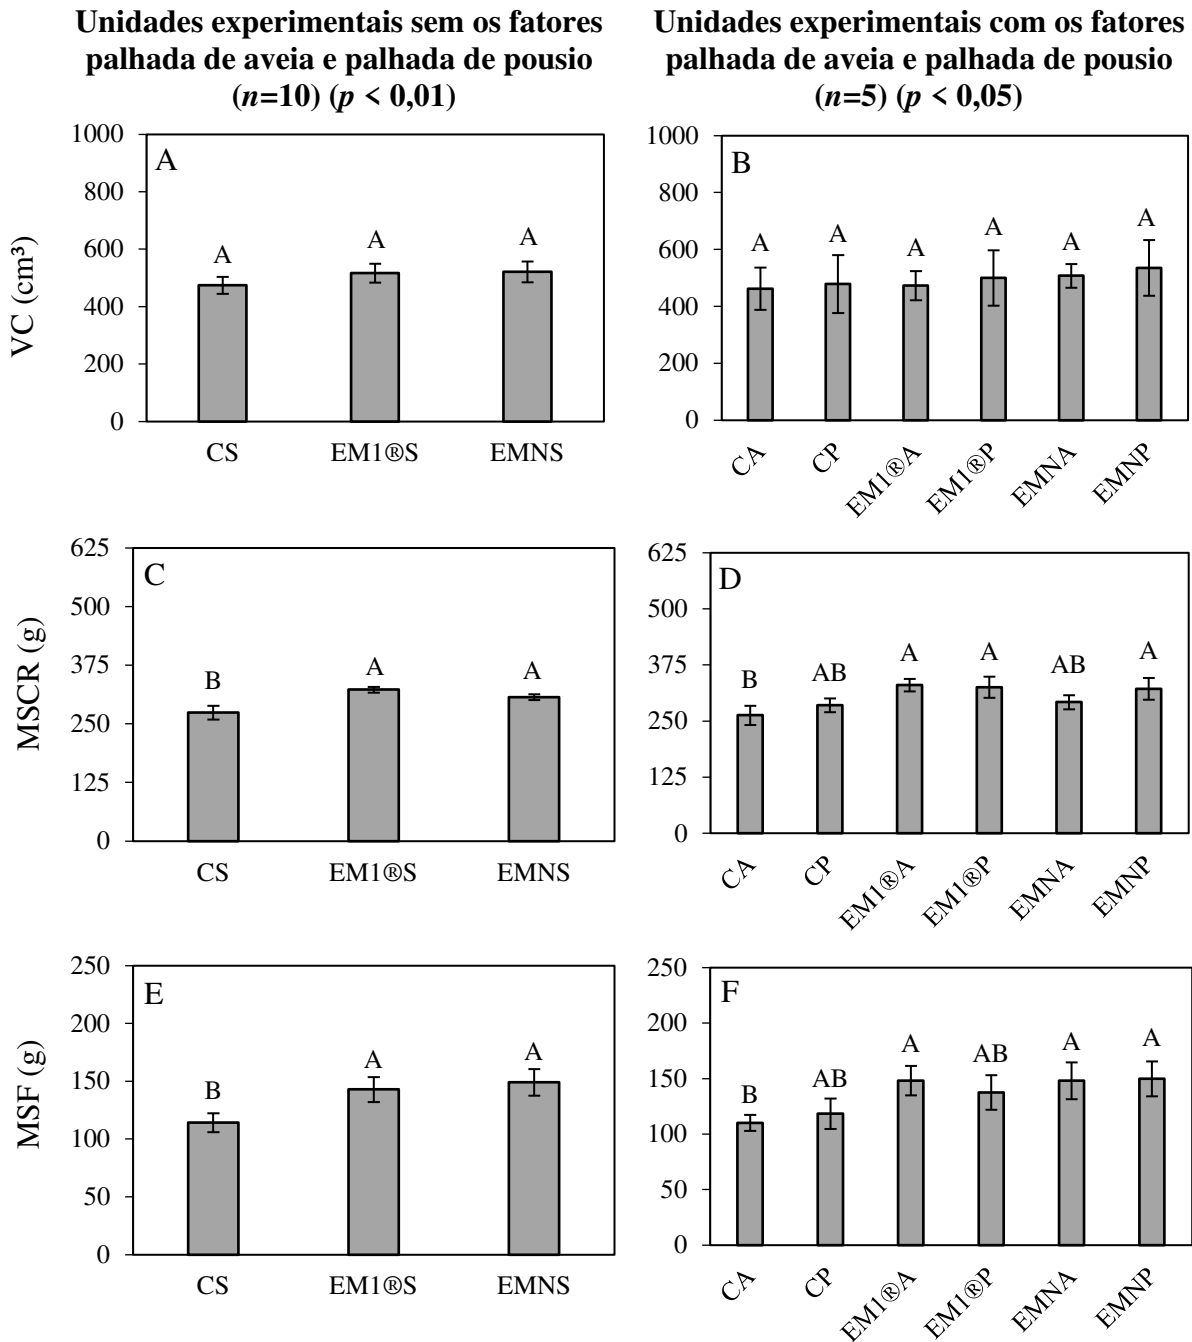 Unidades experimentais sem os fatores
palhada de aveia e palhada de pousio
(n=10) (p < 0,01)
Unidades experimentais com os fatores
palhada de aveia e palhada de pousio
(n=5) (p < 0,05)
VC (cm³)
1000
800
600
400
200
0
A
A
A
A
CS
EM1®S
EMNS
1000
800
600
400
200
0
B
A
A
A
A
A
A
CA
CP
EM1®A
EM1®P
EMNA
EMNP
MSCR (g)
625
500
375
250
125
0
C
B
A
A
CS
EM1®S
EMNS
625
500
375
250
125
0
D
B
AB
A
A
AB
A
CA
CP
EM1®A
EM1®P
EMNA
EMNP
MSF (g)
250
200
150
100
50
0
E
B
A
A
CS
EM1®S
EMNS
250
200
150
100
50
0
F
B
AB
A
AB
A
A
CA
CP
EM1®A
EM1®P
EMNA
EMNP